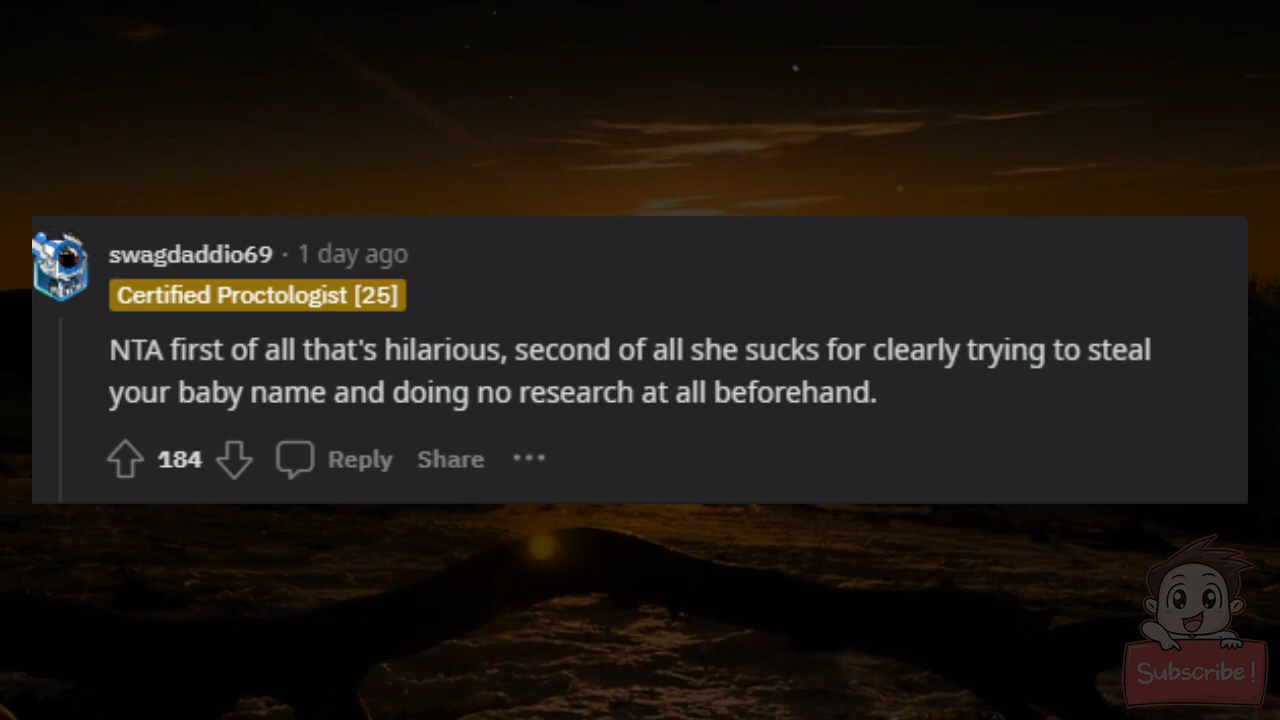 swagdaddio69 · 1 day ago
Certified Proctologist [25]
NTA first of all that's hilarious, second of all she sucks for clearly trying to steal
your baby name and doing no research at all beforehand.
184 Reply Share ···
Subscribe!